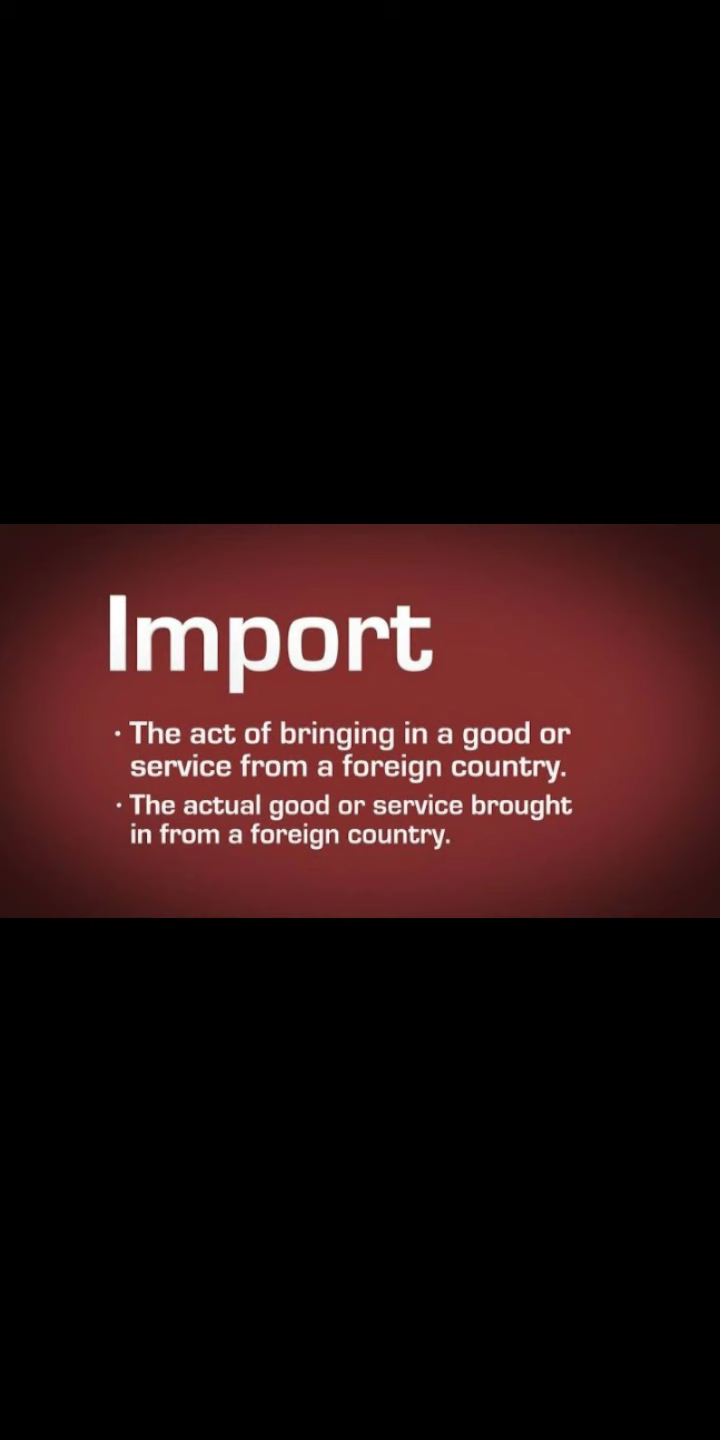 Import
· The act of bringing in a good or
service from a foreign country.
· The actual good or service brought
in from a foreign country.